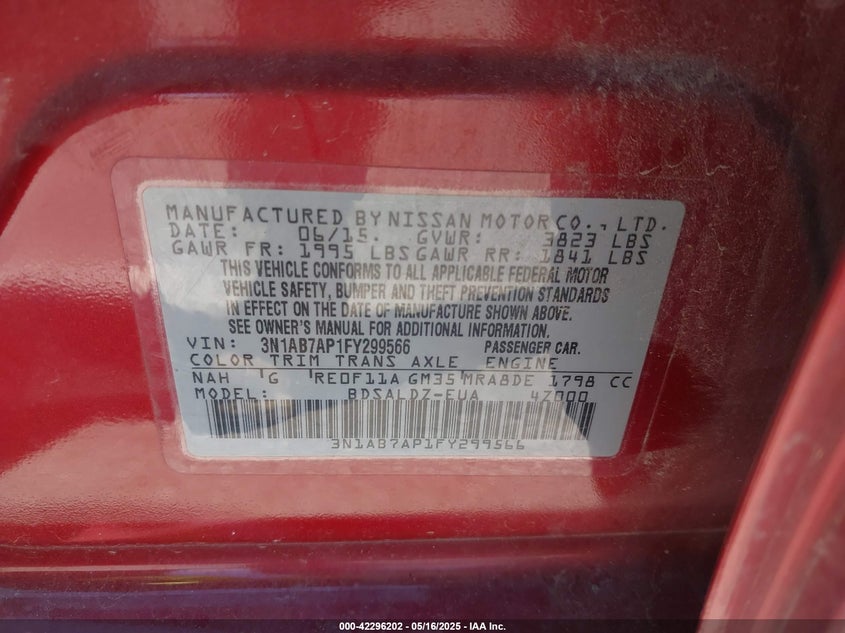 MANUFACTURED BY NISSAN MOTOR CO., LTD.
DATE: 06/15. GVWR: 3823 LBS
GAWR FR: 1995 LBS GAWR RR: 1841 LBS
THIS VEHICLE CONFORMS TO ALL APPLICABLE FEDERAL MOTOR
VEHICLE SAFETY, BUMPER AND THEFT PREVENTION STANDARDS
IN EFFECT ON THE DATE OF MANUFACTURE SHOWN ABOVE.
SEE OWNER'S MANUAL FOR ADDITIONAL INFORMATION.
VIN: 3N1AB7AP1FY299566 PASSENGER CAR.
COLOR TRIM TRANS AXLE ENGINE
NAH G RE0F11A GM35 MRA8DE 1798 CC
MODEL: BDSALDZ-EUA 47000
3N1AB7AP1FY299566
000-42296202 - 05/16/2025 - IAA Inc.